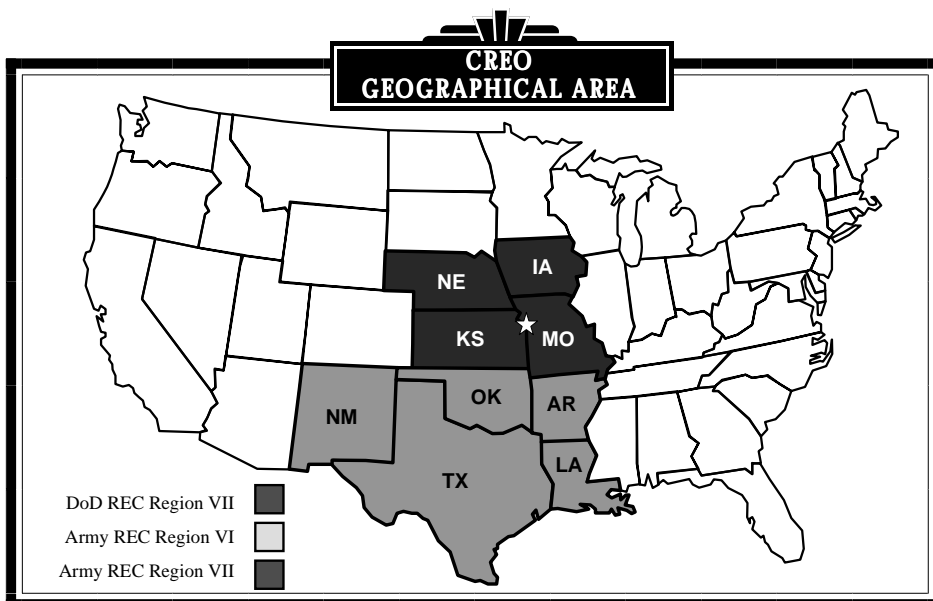 CREO
GEOGRAPHICAL AREA
NE
IA
KS
MO
OK
AR
NM
LA
TX
DoD REC Region VII
Army REC Region VI
Army REC Region VII